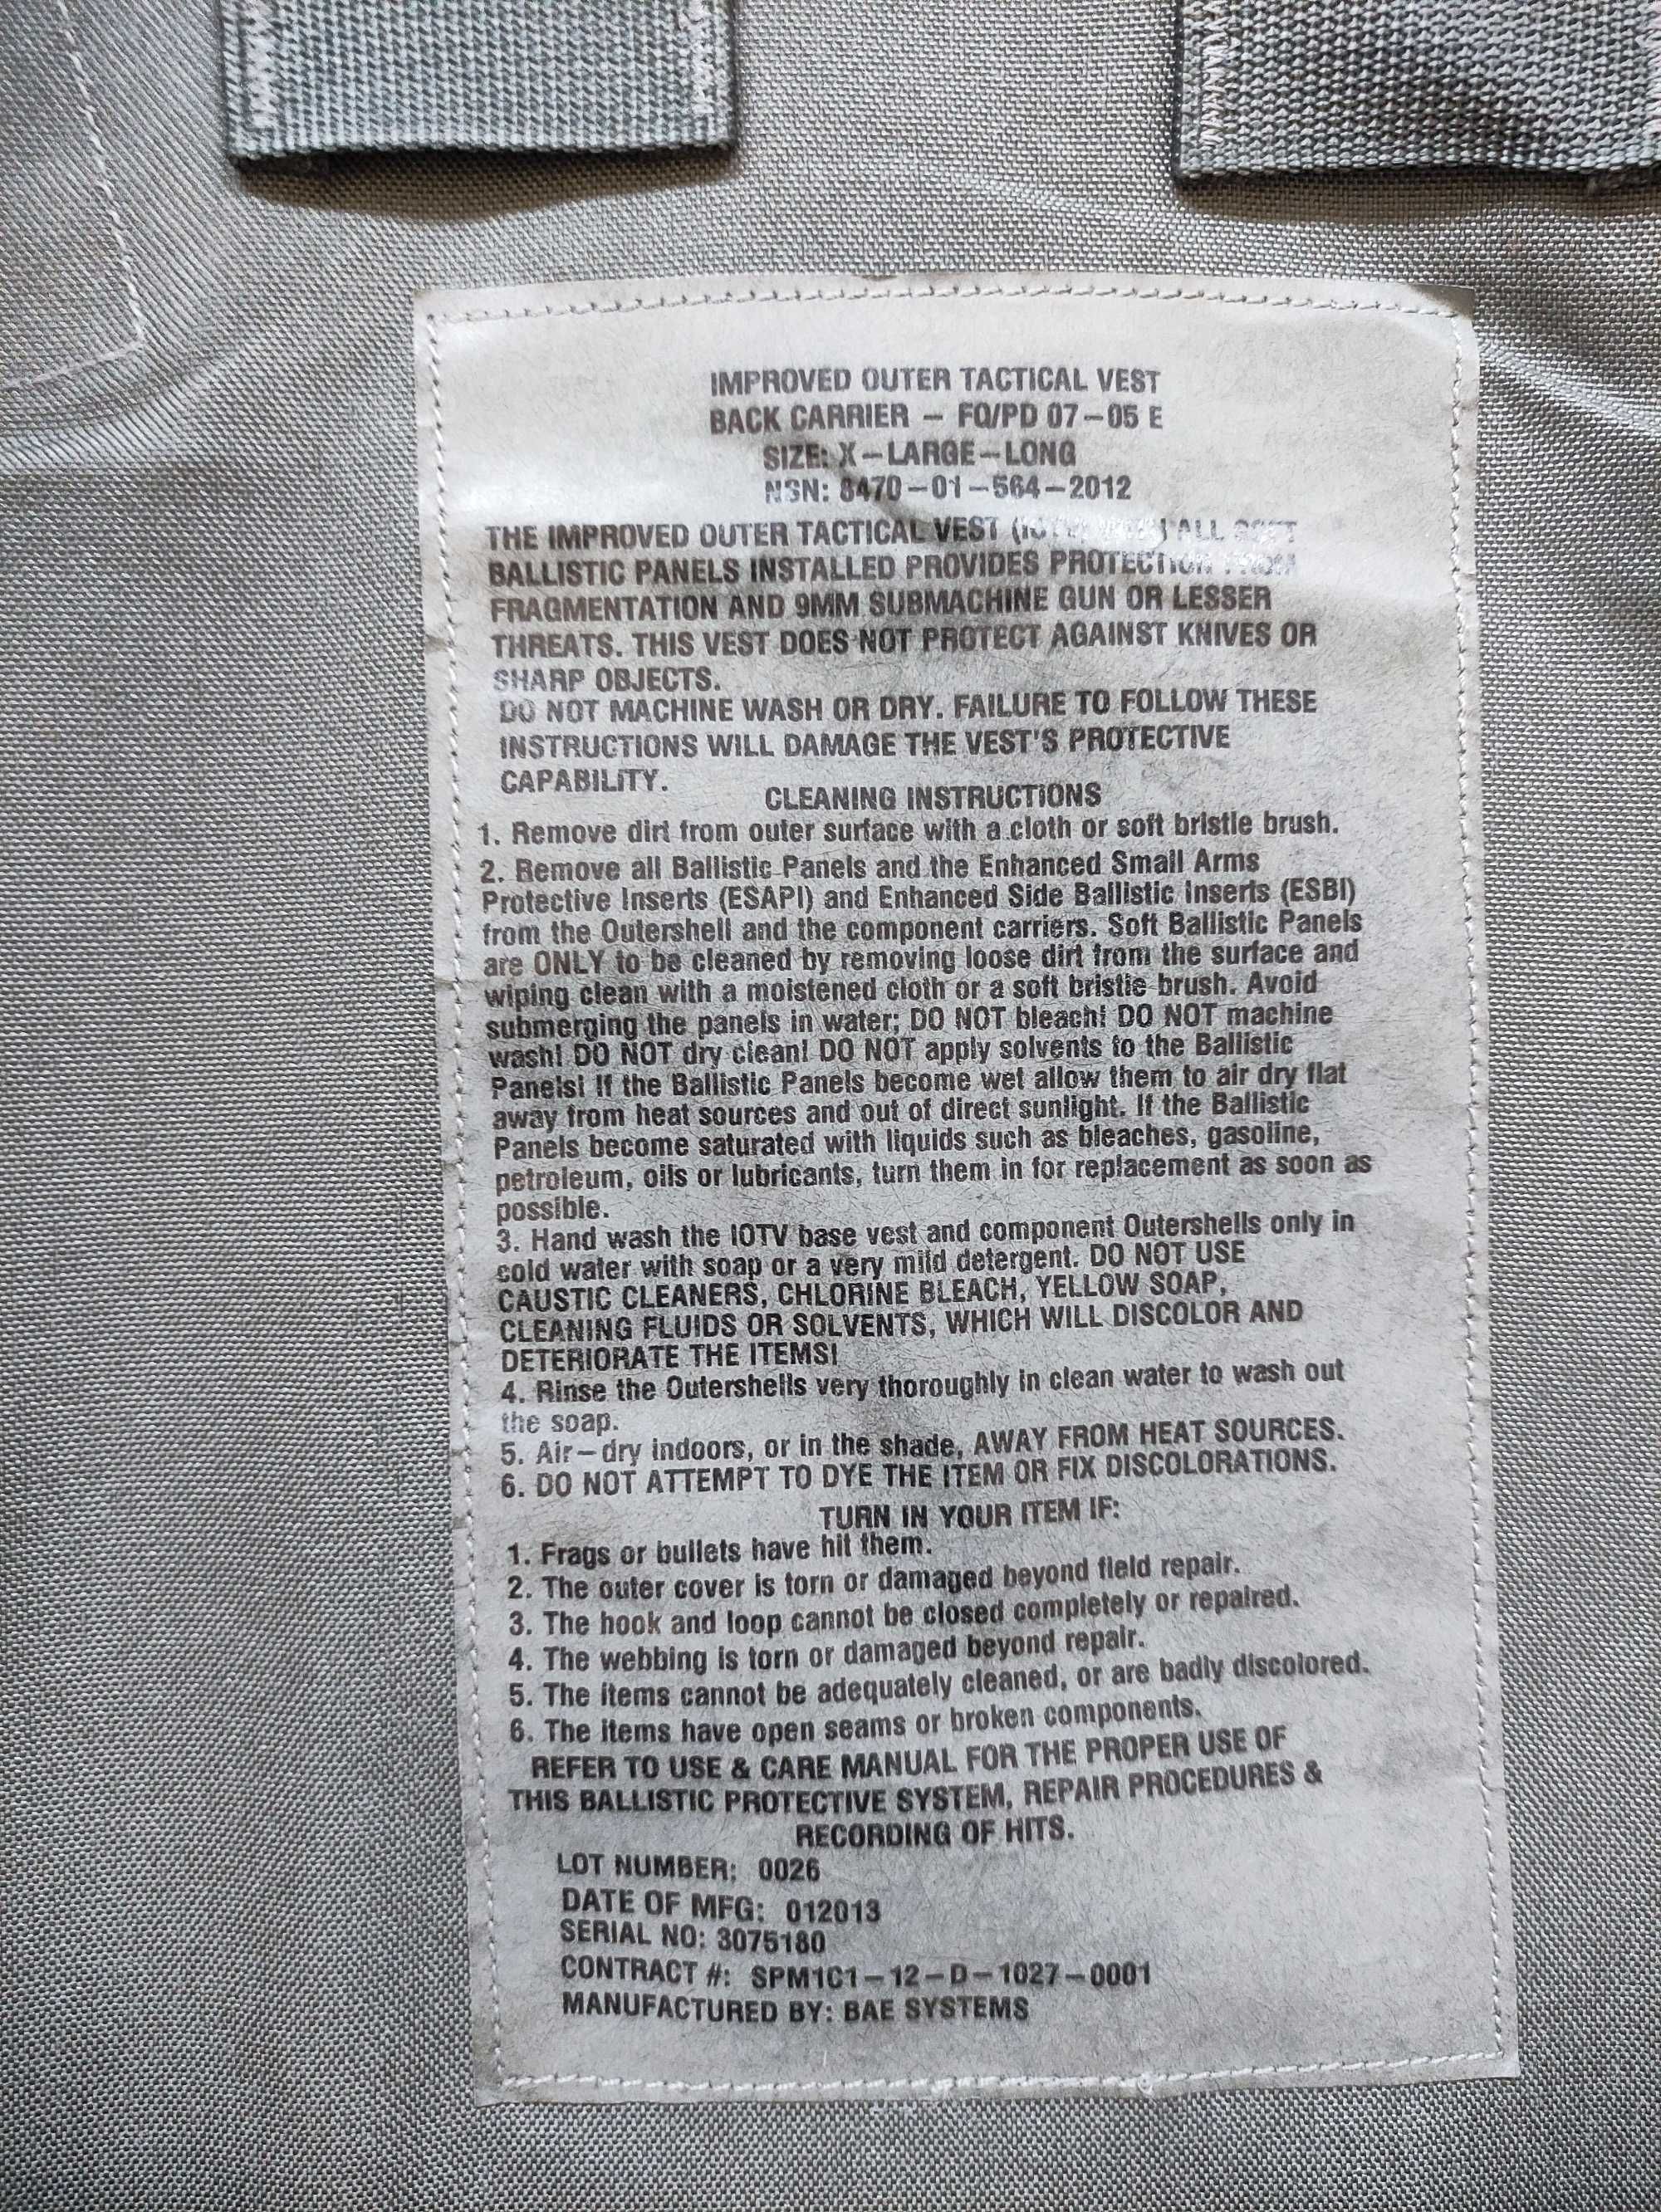 IMPROVED OUTER TACTICAL VEST
BACK CARRIER – FQ/PD 07–05 E
SIZE: X–LARGE–LONG
NSN: 8470–01–564–2012
THE IMPROVED OUTER TACTICAL VEST ALL SOFT
BALLISTIC PANELS INSTALLED PROVIDES PROTECTION FROM
FRAGMENTATION AND 9MM SUBMACHINE GUN OR LESSER
THREATS. THIS VEST DOES NOT PROTECT AGAINST KNIVES OR
SHARP OBJECTS.
DO NOT MACHINE WASH OR DRY. FAILURE TO FOLLOW THESE
INSTRUCTIONS WILL DAMAGE THE VEST'S PROTECTIVE
CAPABILITY.
CLEANING INSTRUCTIONS
1. Remove dirt from outer surface with a cloth or soft bristle brush.
2. Remove all Ballistic Panels and the Enhanced Small Arms
Protective Inserts (ESAPI) and Enhanced Side Ballistic Inserts (ESBI)
from the Outershell and the component carriers. Soft Ballistic Panels
are ONLY to be cleaned by removing loose dirt from the surface and
wiping clean with a moistened cloth or a soft bristle brush. Avoid
submerging the panels in water; DO NOT bleach! DO NOT machine
wash! DO NOT dry clean! DO NOT apply solvents to the Ballistic
Panels! If the Ballistic Panels become wet allow them to air dry flat
away from heat sources and out of direct sunlight. If the Ballistic
Panels become saturated with liquids such as bleaches, gasoline,
petroleum, oils or lubricants, turn them in for replacement as soon as
possible.
3. Hand wash the IOTV base vest and component Outershells only in
cold water with soap or a very mild detergent. DO NOT USE
CAUSTIC CLEANERS, CHLORINE BLEACH, YELLOW SOAP,
CLEANING FLUIDS OR SOLVENTS, WHICH WILL DISCOLOR AND
DETERIORATE THE ITEMS!
4. Rinse the Outershells very thoroughly in clean water to wash out
the soap.
5. Air–dry indoors, or in the shade, AWAY FROM HEAT SOURCES.
6. DO NOT ATTEMPT TO DYE THE ITEM OR FIX DISCOLORATIONS.
TURN IN YOUR ITEM IF:
1. Frags or bullets have hit them.
2. The outer cover is torn or damaged beyond field repair.
3. The hook and loop cannot be closed completely or repaired.
4. The webbing is torn or damaged beyond repair.
5. The items cannot be adequately cleaned, or are badly discolored.
6. The items have open seams or broken components.
REFER TO USE & CARE MANUAL FOR THE PROPER USE OF
THIS BALLISTIC PROTECTIVE SYSTEM, REPAIR PROCEDURES &
RECORDING OF HITS.
LOT NUMBER: 0026
DATE OF MFG: 012013
SERIAL NO: 3075180
CONTRACT #: SPM1C1–12–D–1027–0001
MANUFACTURED BY: BAE SYSTEMS